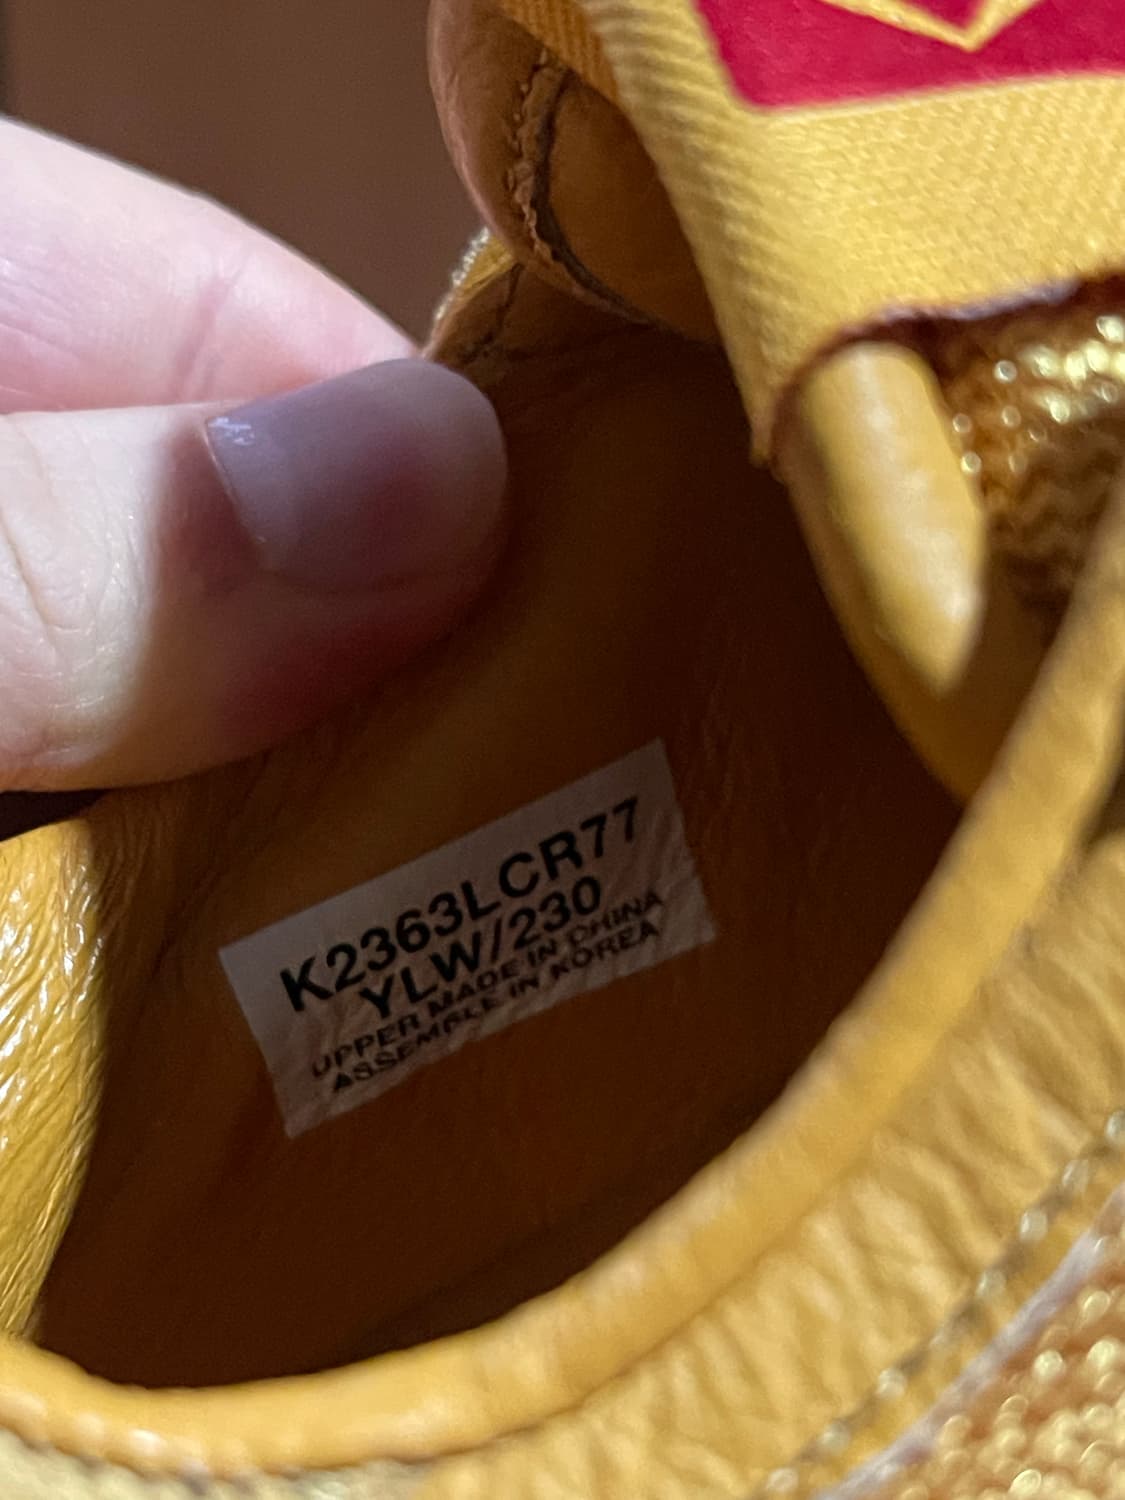 K2363LCR77
YLW/230
UPPER MADE IN CHINA
ASSEMBLE IN KOREA